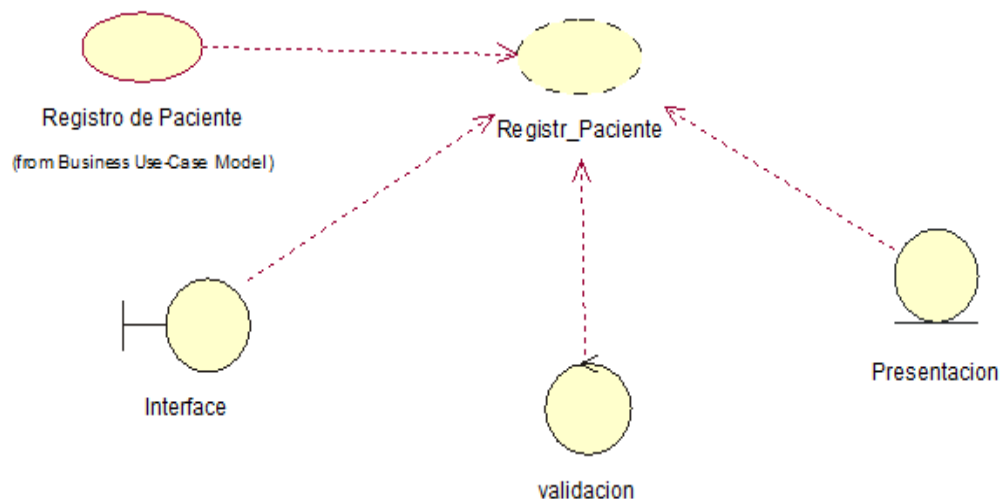 Registro de Paciente
(from Business Use-Case Model)
Registr_Paciente
Interface
validacion
Presentacion